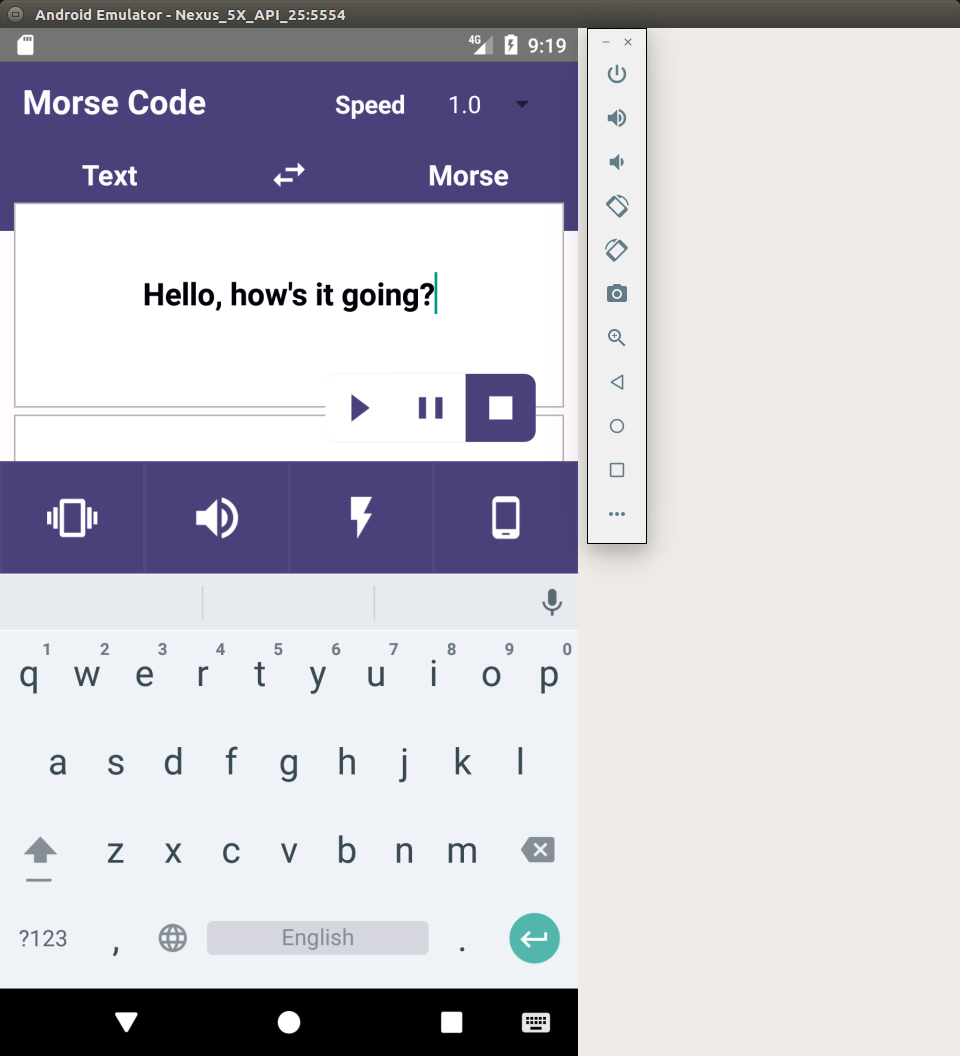 Android Emulator - Nexus_5X_API_25:5554
4G 9:19
Morse Code Speed 1.0
Text Morse
Hello, how's it going?
1 2 3 4 5 6 7 8 9 0
q w e r t y u i o p
a s d f g h j k l
z x c v b n m
?123 , English .